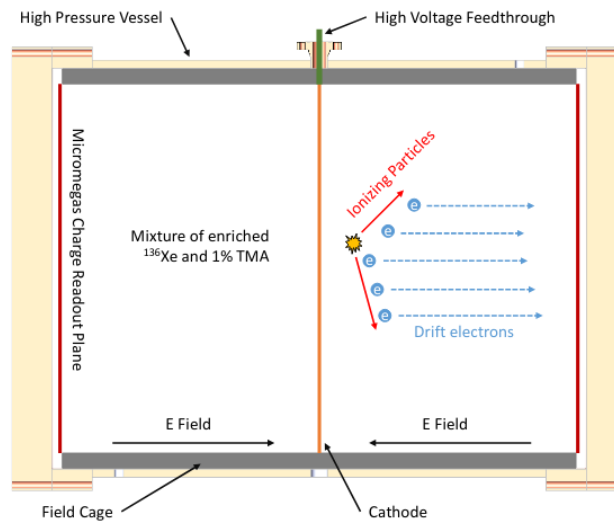 High Pressure Vessel
High Voltage Feedthrough
Micromegas Charge Readout Plane
Mixture of enriched
¹³⁶Xe and 1% TMA
Ionizing Particles
e
e
e
e
e
Drift electrons
E Field
E Field
Field Cage
Cathode